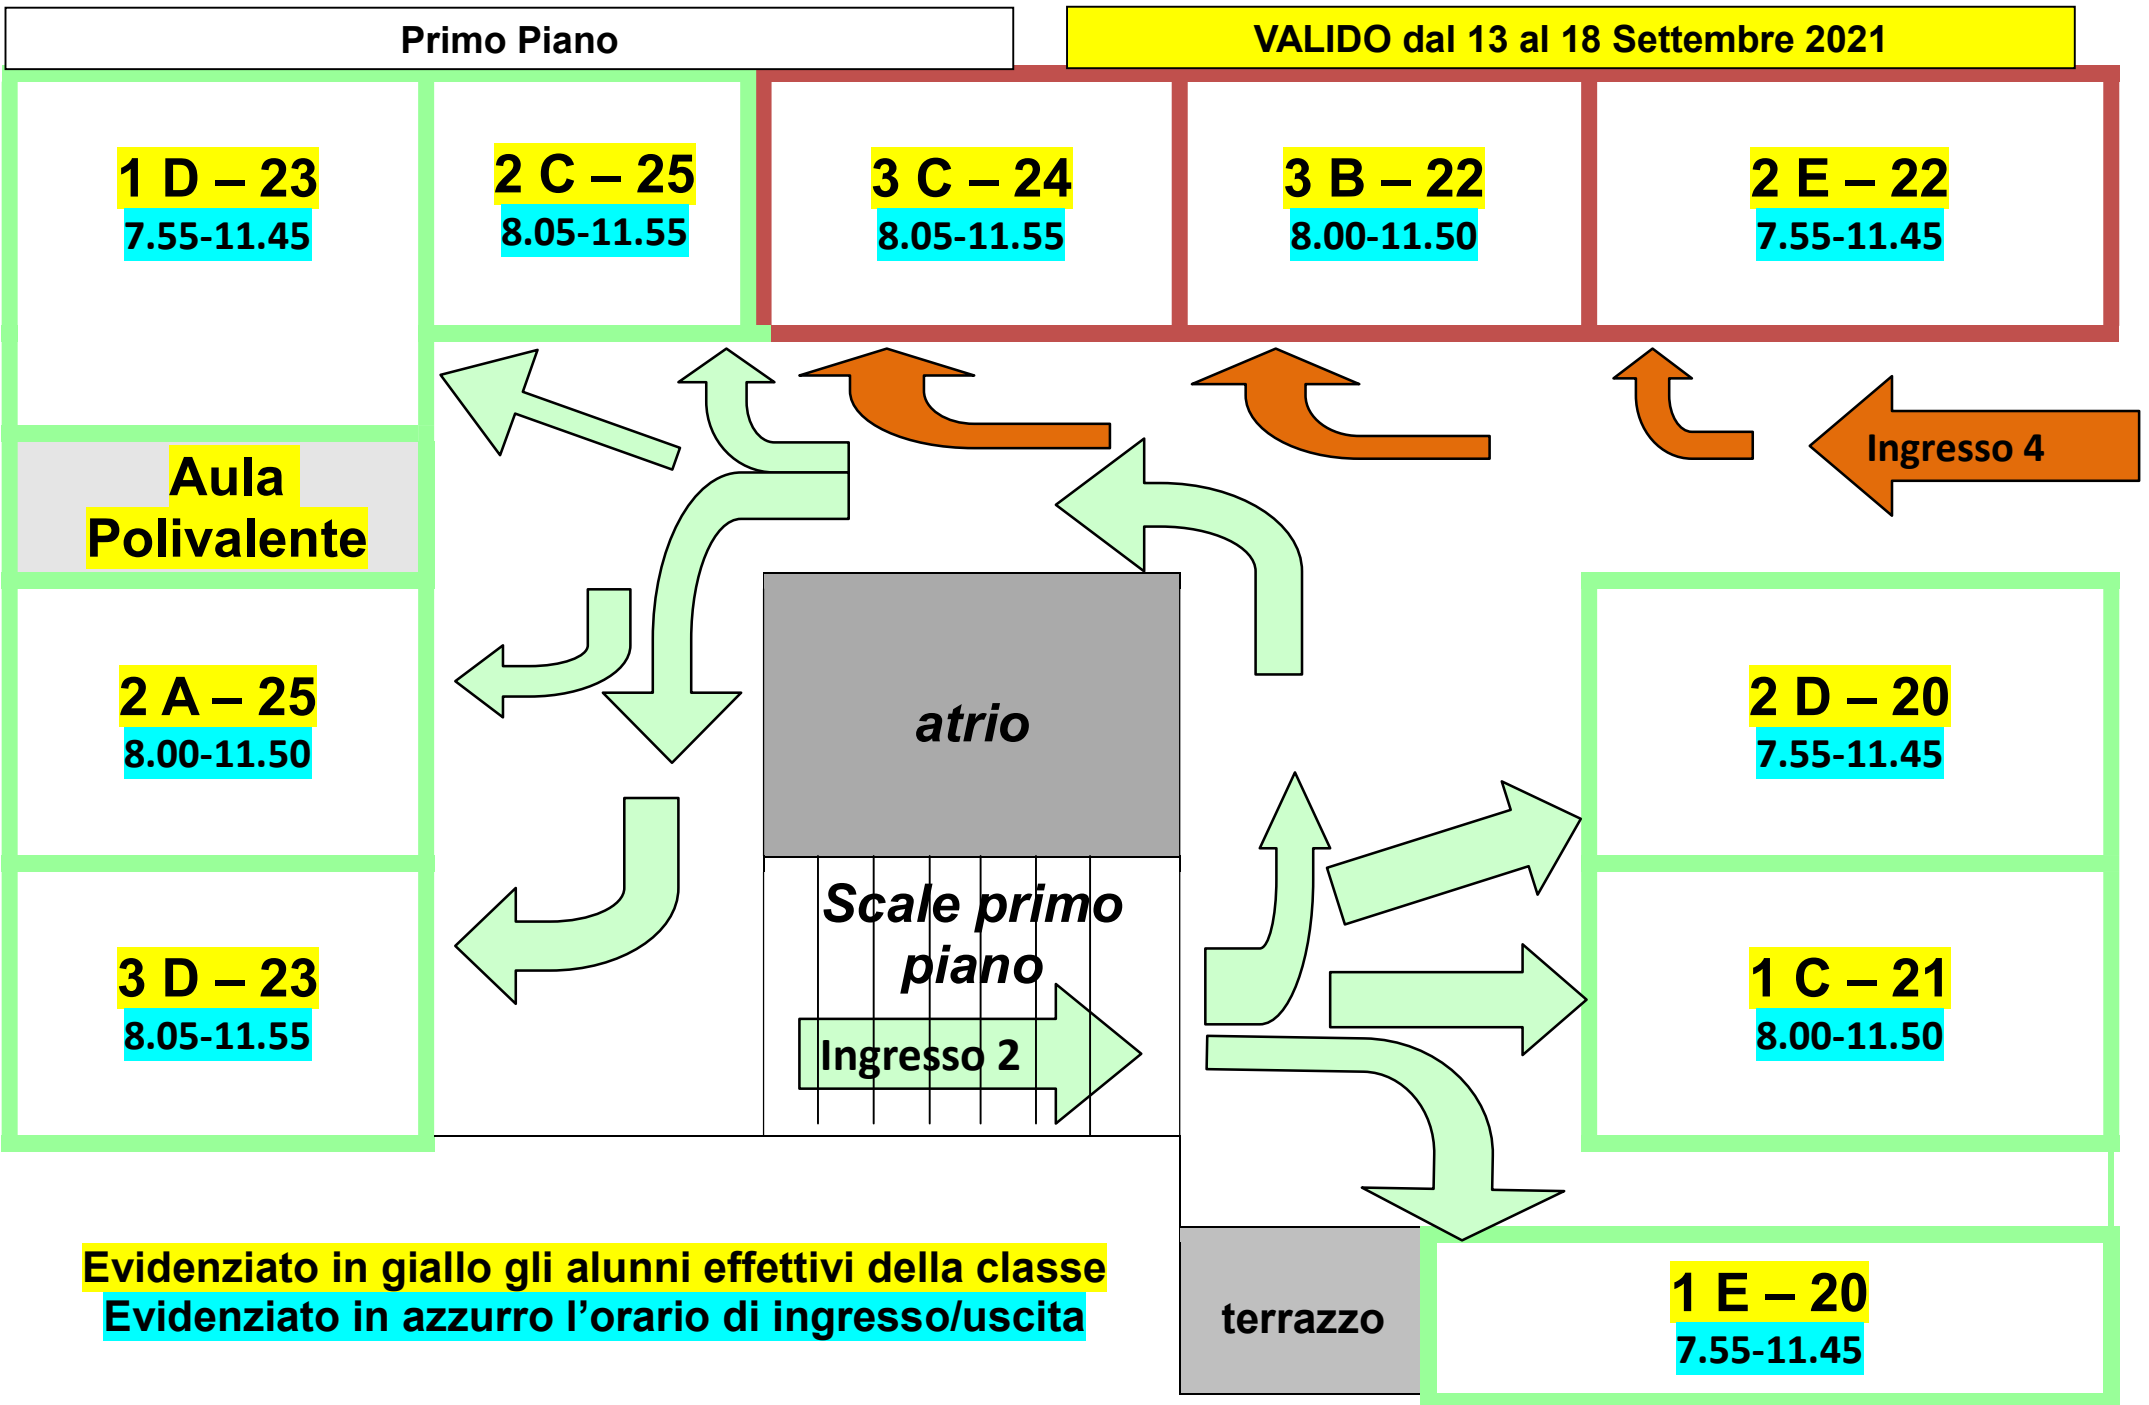 Primo Piano
VALIDO dal 13 al 18 Settembre 2021
1 D – 23
7.55-11.45
2 C – 25
8.05-11.55
3 C – 24
8.05-11.55
3 B – 22
8.00-11.50
2 E – 22
7.55-11.45
Ingresso 4
Aula
Polivalente
2 A – 25
8.00-11.50
atrio
2 D – 20
7.55-11.45
3 D – 23
8.05-11.55
Scale primo
piano
Ingresso 2
1 C – 21
8.00-11.50
Evidenziato in giallo gli alunni effettivi della classe
Evidenziato in azzurro l'orario di ingresso/uscita
terrazzo
1 E – 20
7.55-11.45